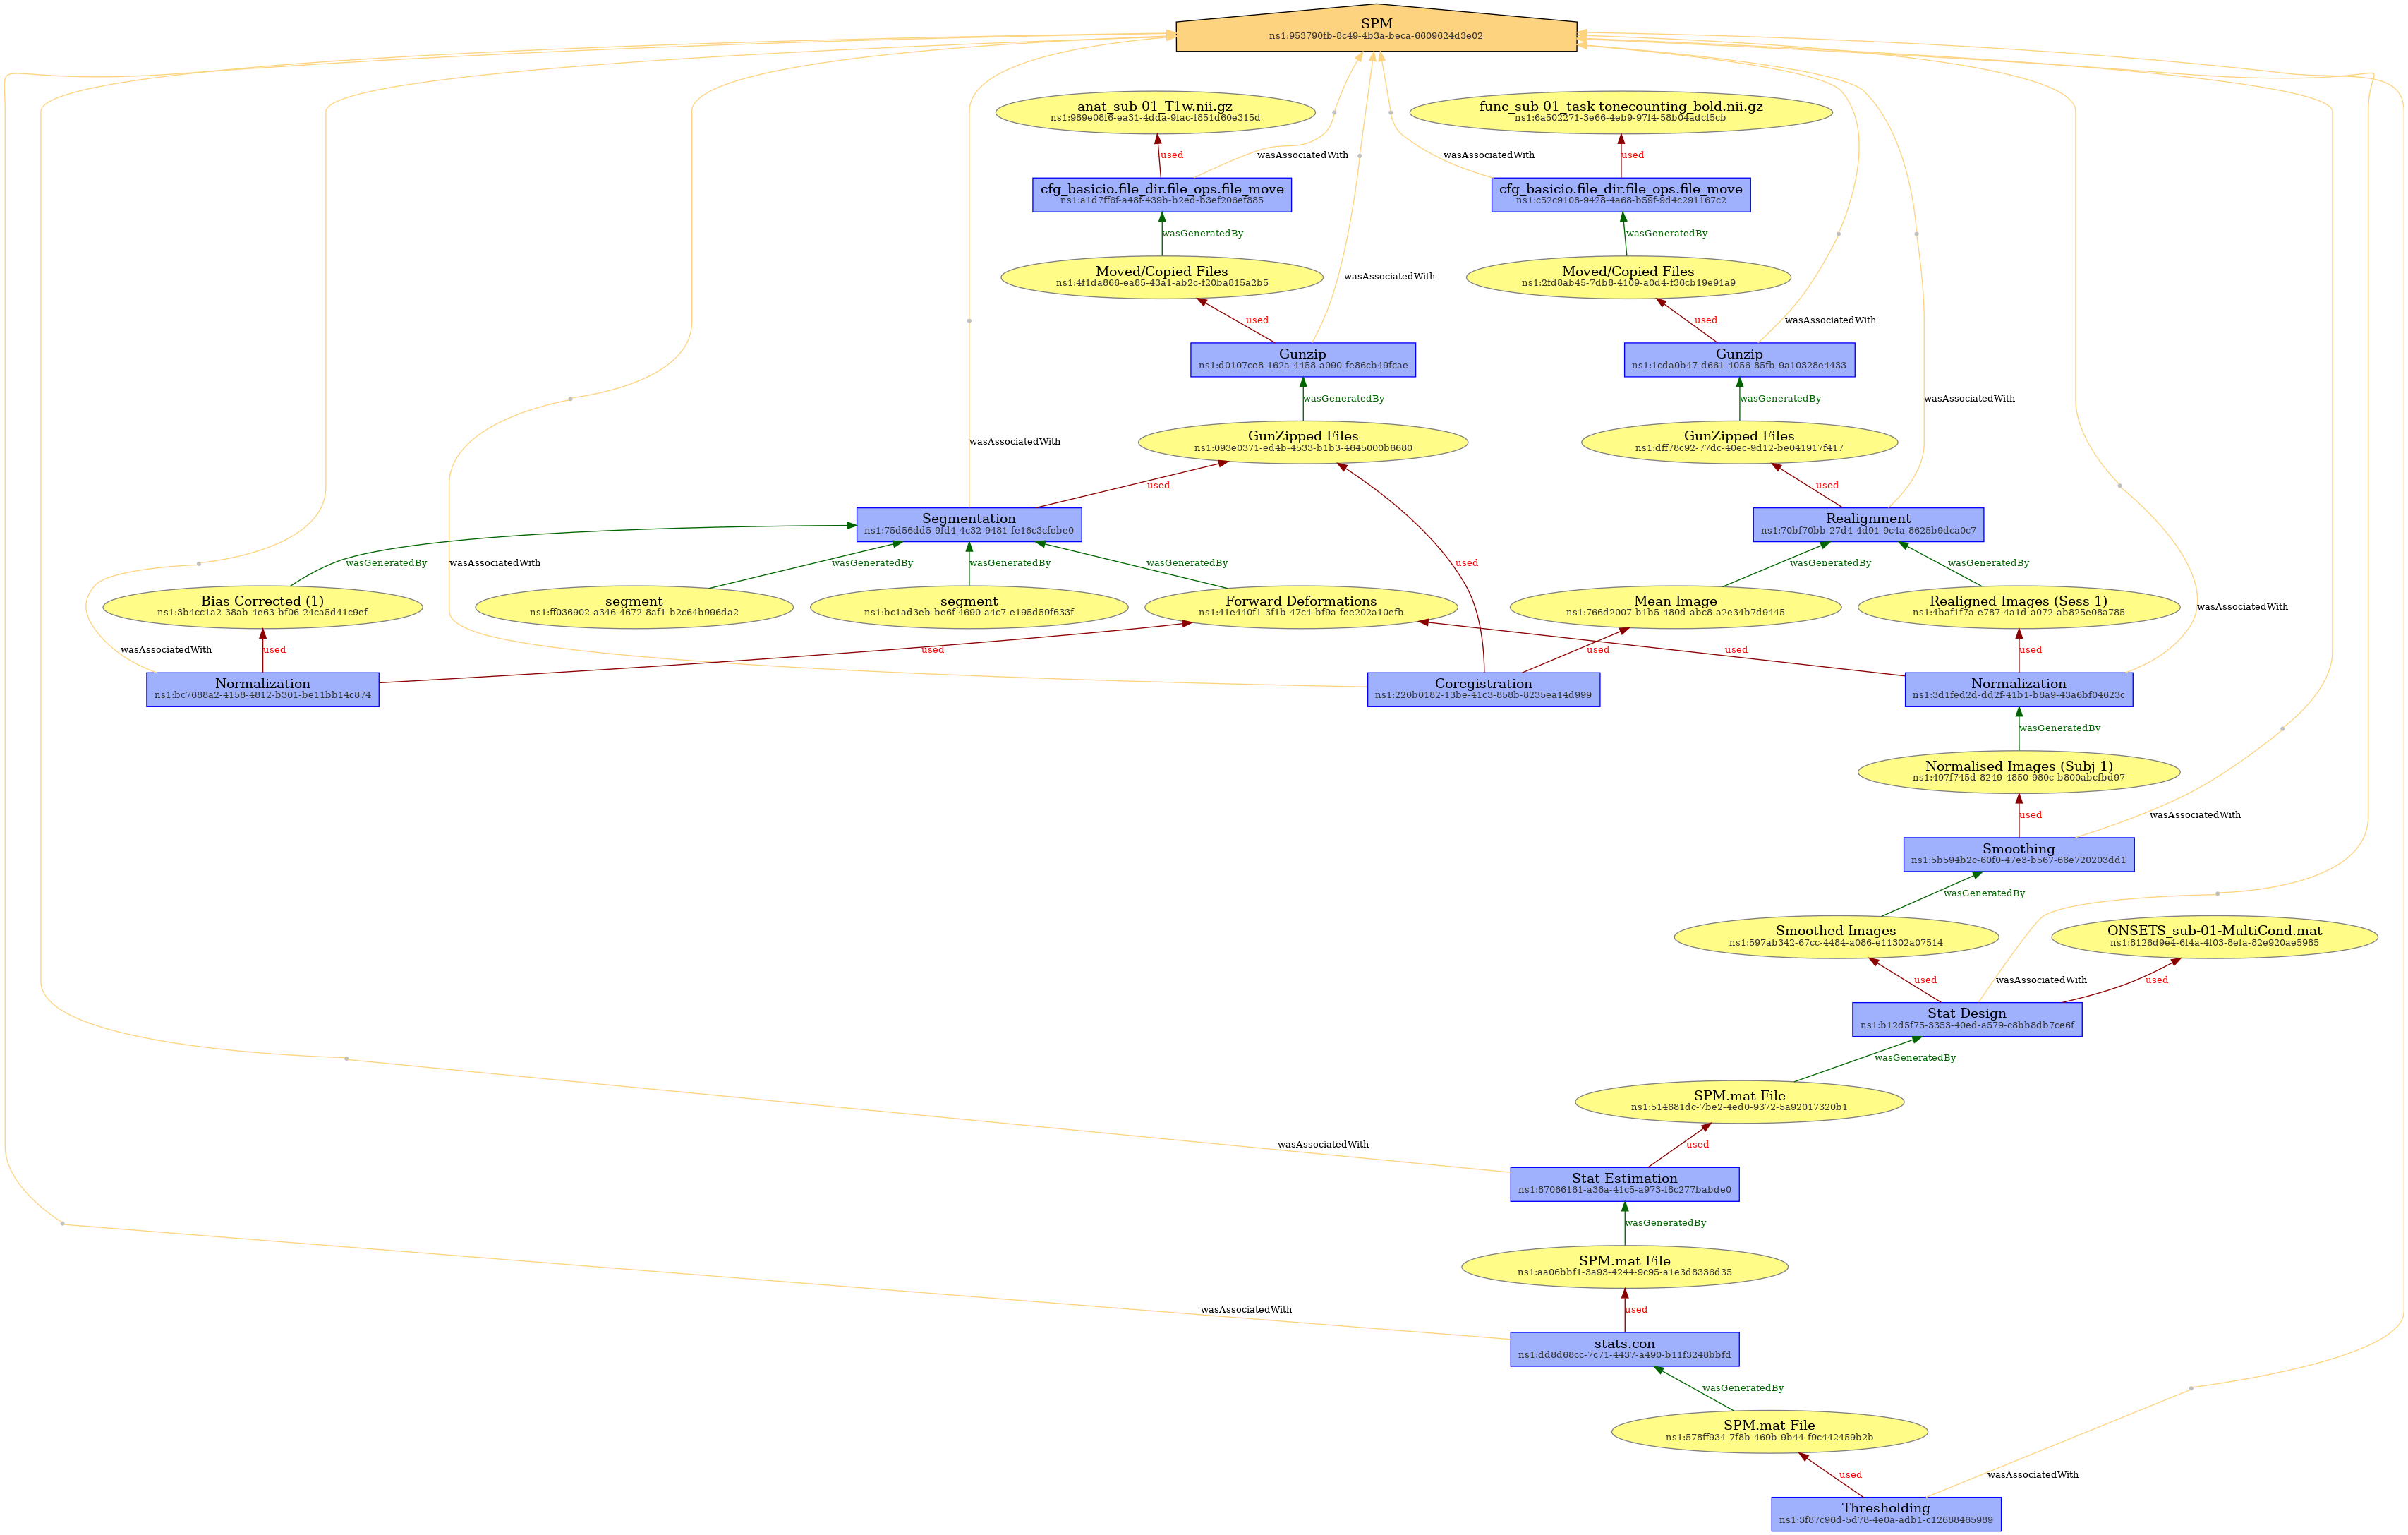 SPM
ns1:953790fb-8c49-4b3a-beca-6609624d3e02
anat_sub-01_T1w.nii.gz
ns1:989e08f6-ea31-4dda-9fac-f851d60e315d
func_sub-01_task-tonecounting_bold.nii.gz
ns1:6a502271-3e66-4eb9-97f4-58b04adcf5cb
used
wasAssociatedWith
wasAssociatedWith
used
cfg_basicio.file_dir.file_ops.file_move
ns1:a1d7ff6f-a48f-439b-b2ed-b3ef206ef885
cfg_basicio.file_dir.file_ops.file_move
ns1:c52c9108-9428-4a68-b59f-9d4c291167c2
wasGeneratedBy
wasGeneratedBy
Moved/Copied Files
ns1:4f1da866-ea85-43a1-ab2c-f20ba815a2b5
wasAssociatedWith
Moved/Copied Files
ns1:2fd8ab45-7db8-4109-a0d4-f36cb19e91a9
used
used
wasAssociatedWith
Gunzip
ns1:d0107ce8-162a-4458-a090-fe86cb49fcae
Gunzip
ns1:1cda0b47-d661-4056-85fb-9a10328e4433
wasGeneratedBy
wasGeneratedBy
wasAssociatedWith
wasAssociatedWith
GunZipped Files
ns1:093e0371-ed4b-4533-b1b3-4645000b6680
GunZipped Files
ns1:dff78c92-77dc-40ec-9d12-be041917f417
used
used
Segmentation
ns1:75d56dd5-9fd4-4c32-9481-fe16c3cfebe0
Realignment
ns1:70bf70bb-27d4-4d91-9c4a-8625b9dca0c7
wasGeneratedBy
wasAssociatedWith
wasGeneratedBy
wasGeneratedBy
wasGeneratedBy
used
wasGeneratedBy
wasGeneratedBy
Bias Corrected (1)
ns1:3b4cc1a2-38ab-4e63-bf06-24ca5d41c9ef
segment
ns1:ff036902-a346-4672-8af1-b2c64b996da2
segment
ns1:bc1ad3eb-be6f-4690-a4c7-e195d59f633f
Forward Deformations
ns1:41e440f1-3f1b-47c4-bf9a-fee202a10efb
Mean Image
ns1:766d2007-b1b5-480d-abc8-a2e34b7d9445
Realigned Images (Sess 1)
ns1:4baf1f7a-e787-4a1d-a072-ab825e08a785
wasAssociatedWith
wasAssociatedWith
used
used
used
used
used
Normalization
ns1:bc7688a2-4158-4812-b301-be11bb14c874
Coregistration
ns1:220b0182-13be-41c3-858b-8235ea14d999
Normalization
ns1:3d1fed2d-dd2f-41b1-b8a9-43a6bf04623c
wasGeneratedBy
Normalised Images (Subj 1)
ns1:497f745d-8249-4850-980c-b800abcfbd97
used
wasAssociatedWith
Smoothing
ns1:5b594b2c-60f0-47e3-b567-66e720203dd1
wasGeneratedBy
Smoothed Images
ns1:597ab342-67cc-4484-a086-e11302a07514
ONSETS_sub-01-MultiCond.mat
ns1:8126d9e4-6f4a-4f03-8efa-82e920ae5985
used
wasAssociatedWith
used
Stat Design
ns1:b12d5f75-3353-40ed-a579-c8bb8db7ce6f
wasGeneratedBy
SPM.mat File
ns1:514681dc-7be2-4ed0-9372-5a92017320b1
wasAssociatedWith
used
Stat Estimation
ns1:87066161-a36a-41c5-a973-f8c277babde0
wasGeneratedBy
SPM.mat File
ns1:aa06bbf1-3a93-4244-9c95-a1e3d8336d35
wasAssociatedWith
used
stats.con
ns1:dd8d68cc-7c71-4437-a490-b11f3248bbfd
wasGeneratedBy
SPM.mat File
ns1:578ff934-7f8b-469b-9b44-f9c442459b2b
used
wasAssociatedWith
Thresholding
ns1:3f87c96d-5d78-4e0a-adb1-c12688465989